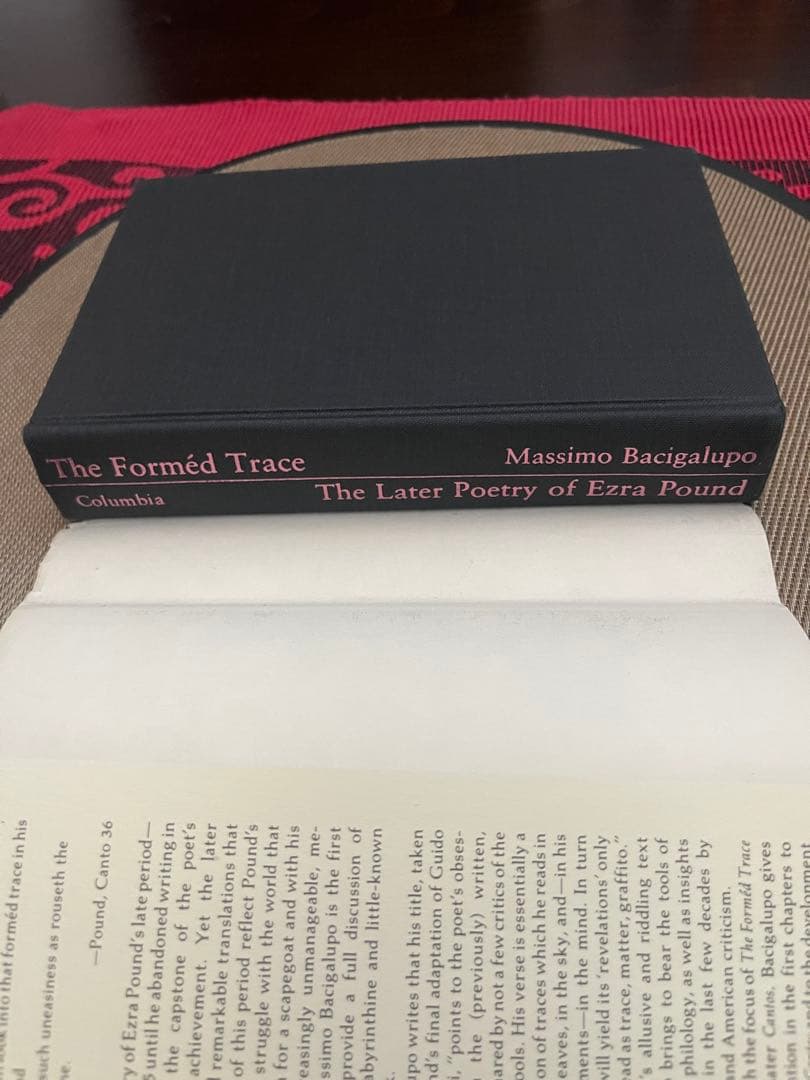 The Forméd Trace
Massimo Bacigalupo
Columbia
The Later Poetry of Ezra Pound
into that forméd trace in his
such uneasiness as rouseth the
—Pound, Canto 36
y of Ezra Pound's late period—
until he abandoned writing in
the capstone of the poet's
achievement. Yet the later
remarkable translations that
of this period reflect Pound's
struggle with the world that
for a scapegoat and with his
easingly unmanageable, me-
ssimo Bacigalupo is the first
provide a full discussion of
abyrinthine and little-known
upo writes that his title, taken
nd's final adaptation of Guido
i, "points to the poet's obses-
the (previously) written,
ared by not a few critics of the
ools. His verse is essentially a
on of traces which he reads in
eaves, in the sky, and—in his
ments—in the mind. In turn
will yield its 'revelations' only
ad as trace, matter, graffito."
's allusive and riddling text
brings to bear the tools of
philology, as well as insights
in the last few decades by
nd American criticism.
h the focus of The Forméd Trace
ater Cantos, Bacigalupo gives
tion in the first chapters to
the development